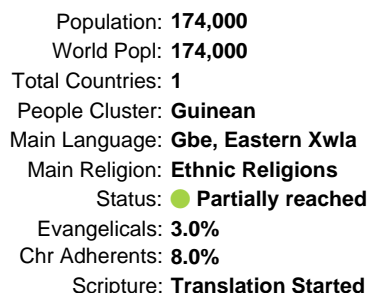 Population: 174,000
World Popl: 174,000
Total Countries: 1
People Cluster: Guinean
Main Language: Gbe, Eastern Xwla
Main Religion: Ethnic Religions
Status: Partially reached
Evangelicals: 3.0%
Chr Adherents: 8.0%
Scripture: Translation Started